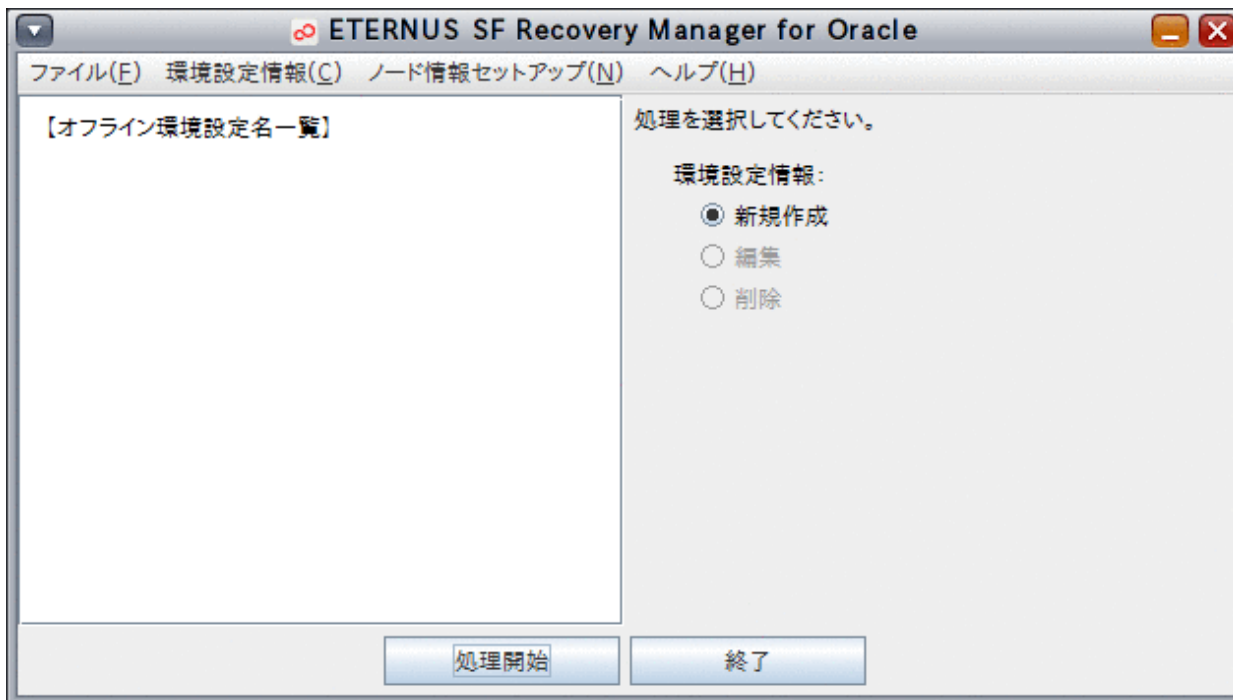 ETERNUS SF Recovery Manager for Oracle
ファイル(F) 環境設定情報(C) ノード情報セットアップ(N) ヘルプ(H)
【オフライン環境設定名一覧】
処理を選択してください。
環境設定情報:
新規作成
編集
削除
処理開始
終了